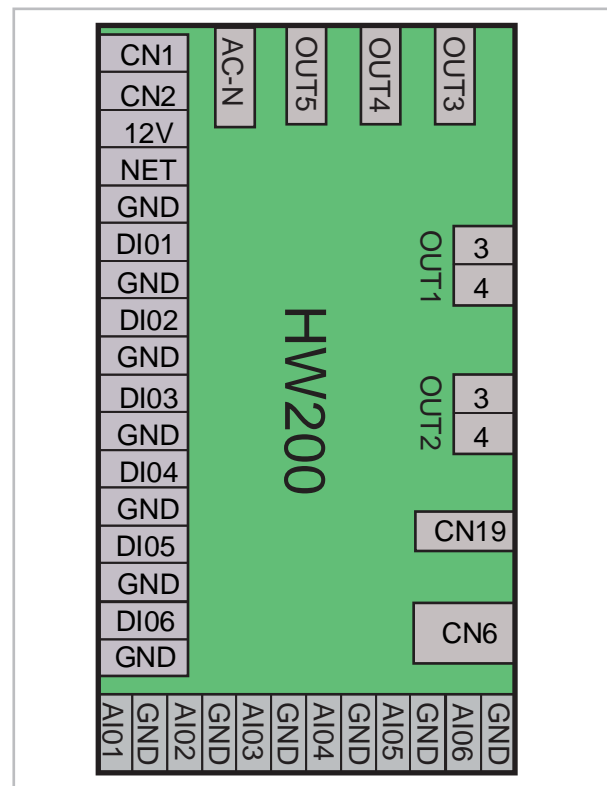 CN1
CN2
12V
NET
GND
DI01
GND
DI02
GND
DI03
GND
DI04
GND
DI05
GND
DI06
GND
AC-N
OUT5
OUT4
OUT3
OUT1
3
4
HW200
OUT2
3
4
CN19
CN6
AI01
GND
AI02
GND
AI03
GND
AI04
GND
AI05
GND
AI06
GND